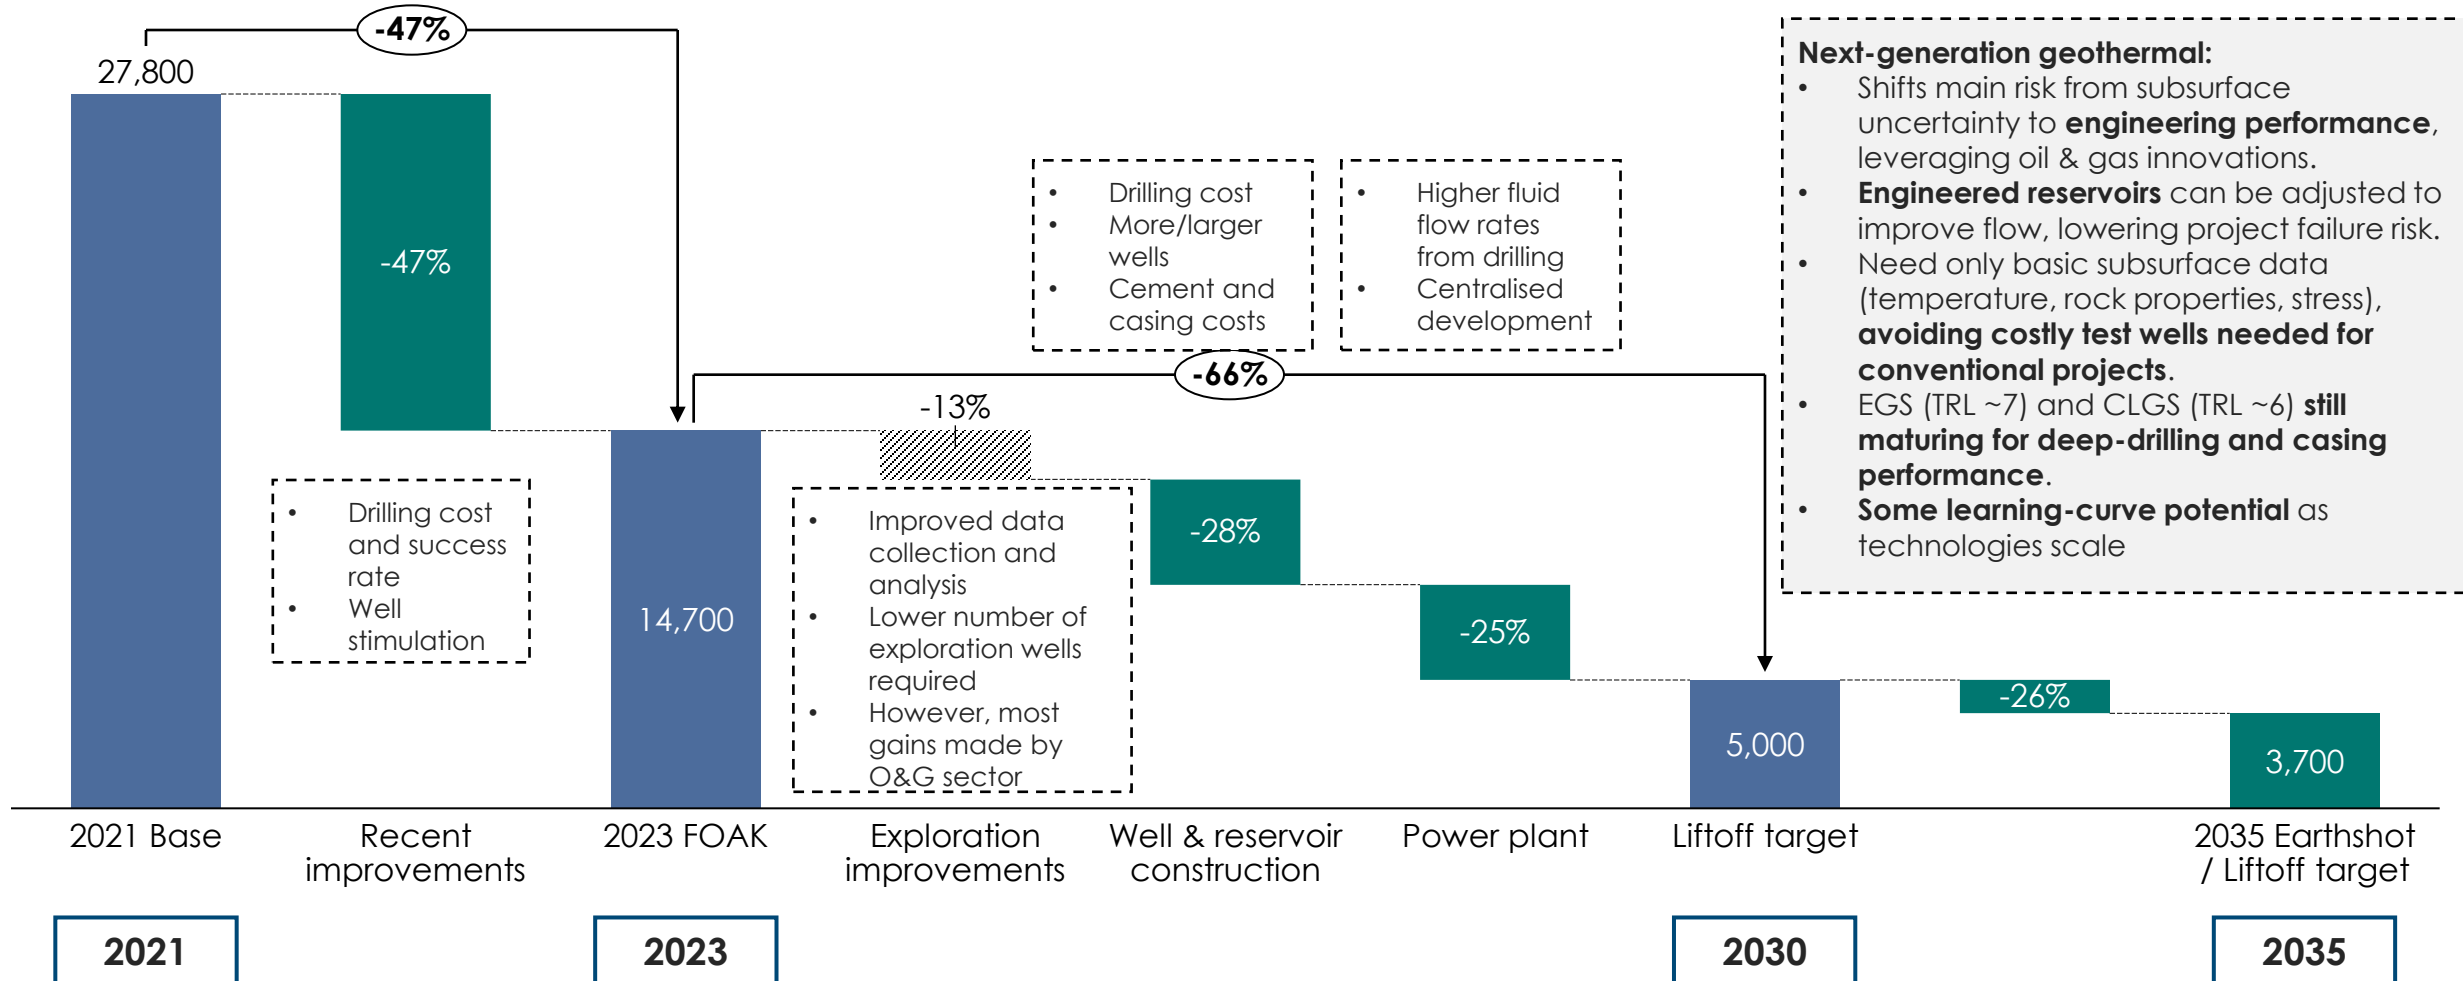 -47%
27,800
-47%
• Drilling cost
and success
rate
• Well
stimulation
14,700
• Drilling cost
• More/larger
wells
• Cement and
casing costs
• Higher fluid
flow rates
from drilling
• Centralised
development
-66%
-13%
• Improved data
collection and
analysis
• Lower number of
exploration wells
required
• However, most
gains made by
O&G sector
-28%
-25%
5,000
-26%
3,700
Next-generation geothermal:
• Shifts main risk from subsurface
uncertainty to engineering performance,
leveraging oil & gas innovations.
• Engineered reservoirs can be adjusted to
improve flow, lowering project failure risk.
• Need only basic subsurface data
(temperature, rock properties, stress),
avoiding costly test wells needed for
conventional projects.
• EGS (TRL ~7) and CLGS (TRL ~6) still
maturing for deep-drilling and casing
performance.
• Some learning-curve potential as
technologies scale
2021 Base
Recent
improvements
2023 FOAK
Exploration
improvements
Well & reservoir
construction
Power plant
Liftoff target
2035 Earthshot
/ Liftoff target
2021
2023
2030
2035